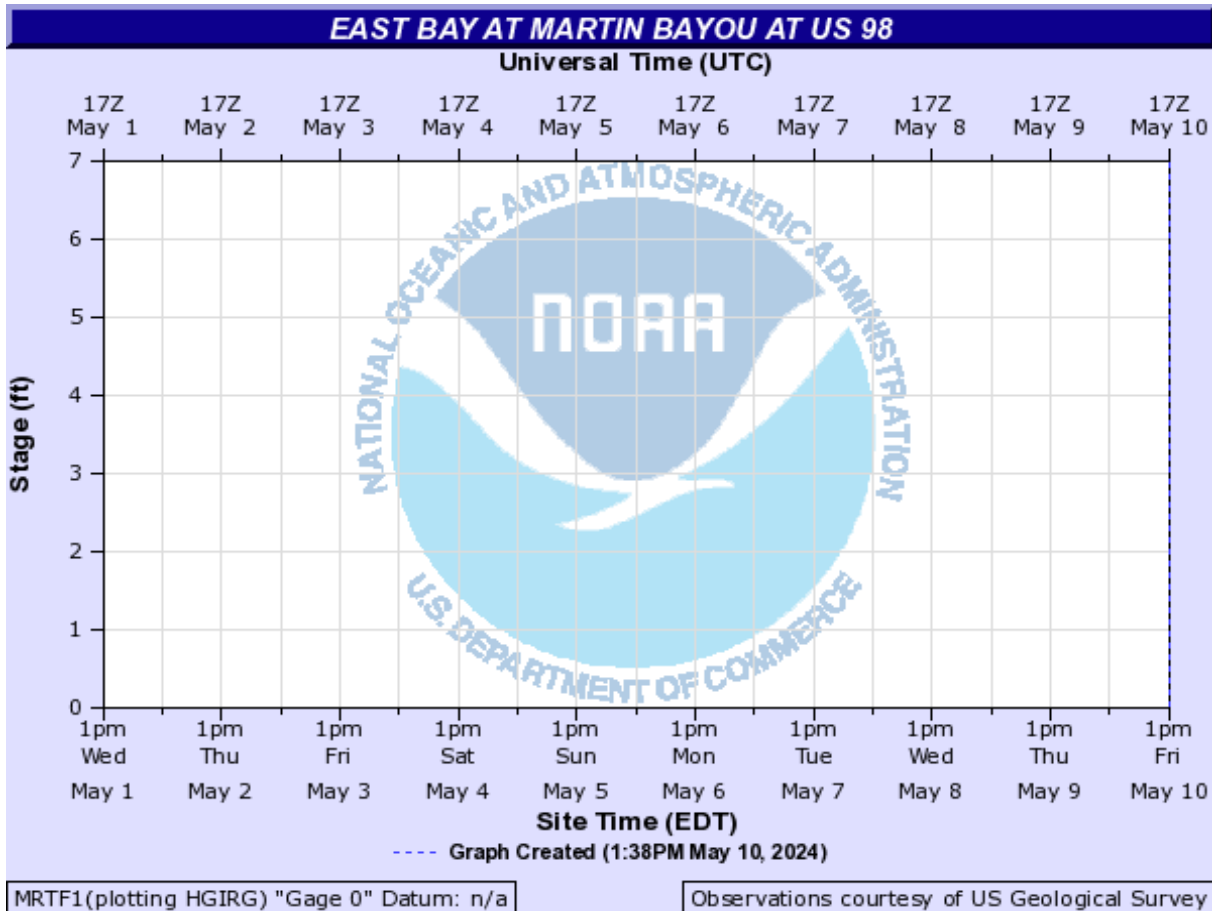 EAST BAY AT MARTIN BAYOU AT US 98
Universal Time (UTC)
17Z 17Z 17Z 17Z 17Z 17Z 17Z 17Z 17Z 17Z
May 1 May 2 May 3 May 4 May 5 May 6 May 7 May 8 May 9 May 10
7
6
5
4
3
2
1
0
Stage (ft)
NATIONAL OCEANIC AND ATMOSPHERIC ADMINISTRATION
NOAA
U.S. DEPARTMENT OF COMMERCE
1pm 1pm 1pm 1pm 1pm 1pm 1pm 1pm 1pm 1pm
Wed Thu Fri Sat Sun Mon Tue Wed Thu Fri
May 1 May 2 May 3 May 4 May 5 May 6 May 7 May 8 May 9 May 10
Site Time (EDT)
---- Graph Created (1:38PM May 10, 2024)
MRTF1(plotting HGIRG) "Gage 0" Datum: n/a
Observations courtesy of US Geological Survey